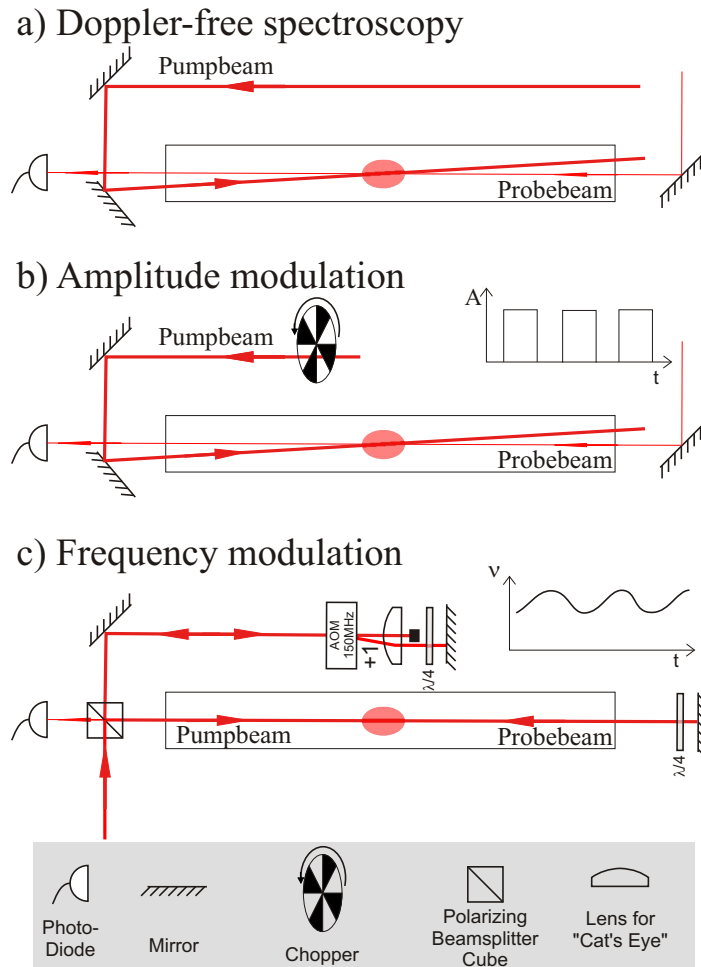 a) Doppler-free spectroscopy
Pumpbeam
Probebeam
b) Amplitude modulation
A
Pumpbeam
t
Probebeam
c) Frequency modulation
ν
AOM
150MHz
+1
λ/4
t
Pumpbeam
Probebeam
λ/4
Photo-
Diode
Mirror
Chopper
Polarizing
Beamsplitter
Cube
Lens for
"Cat's Eye"